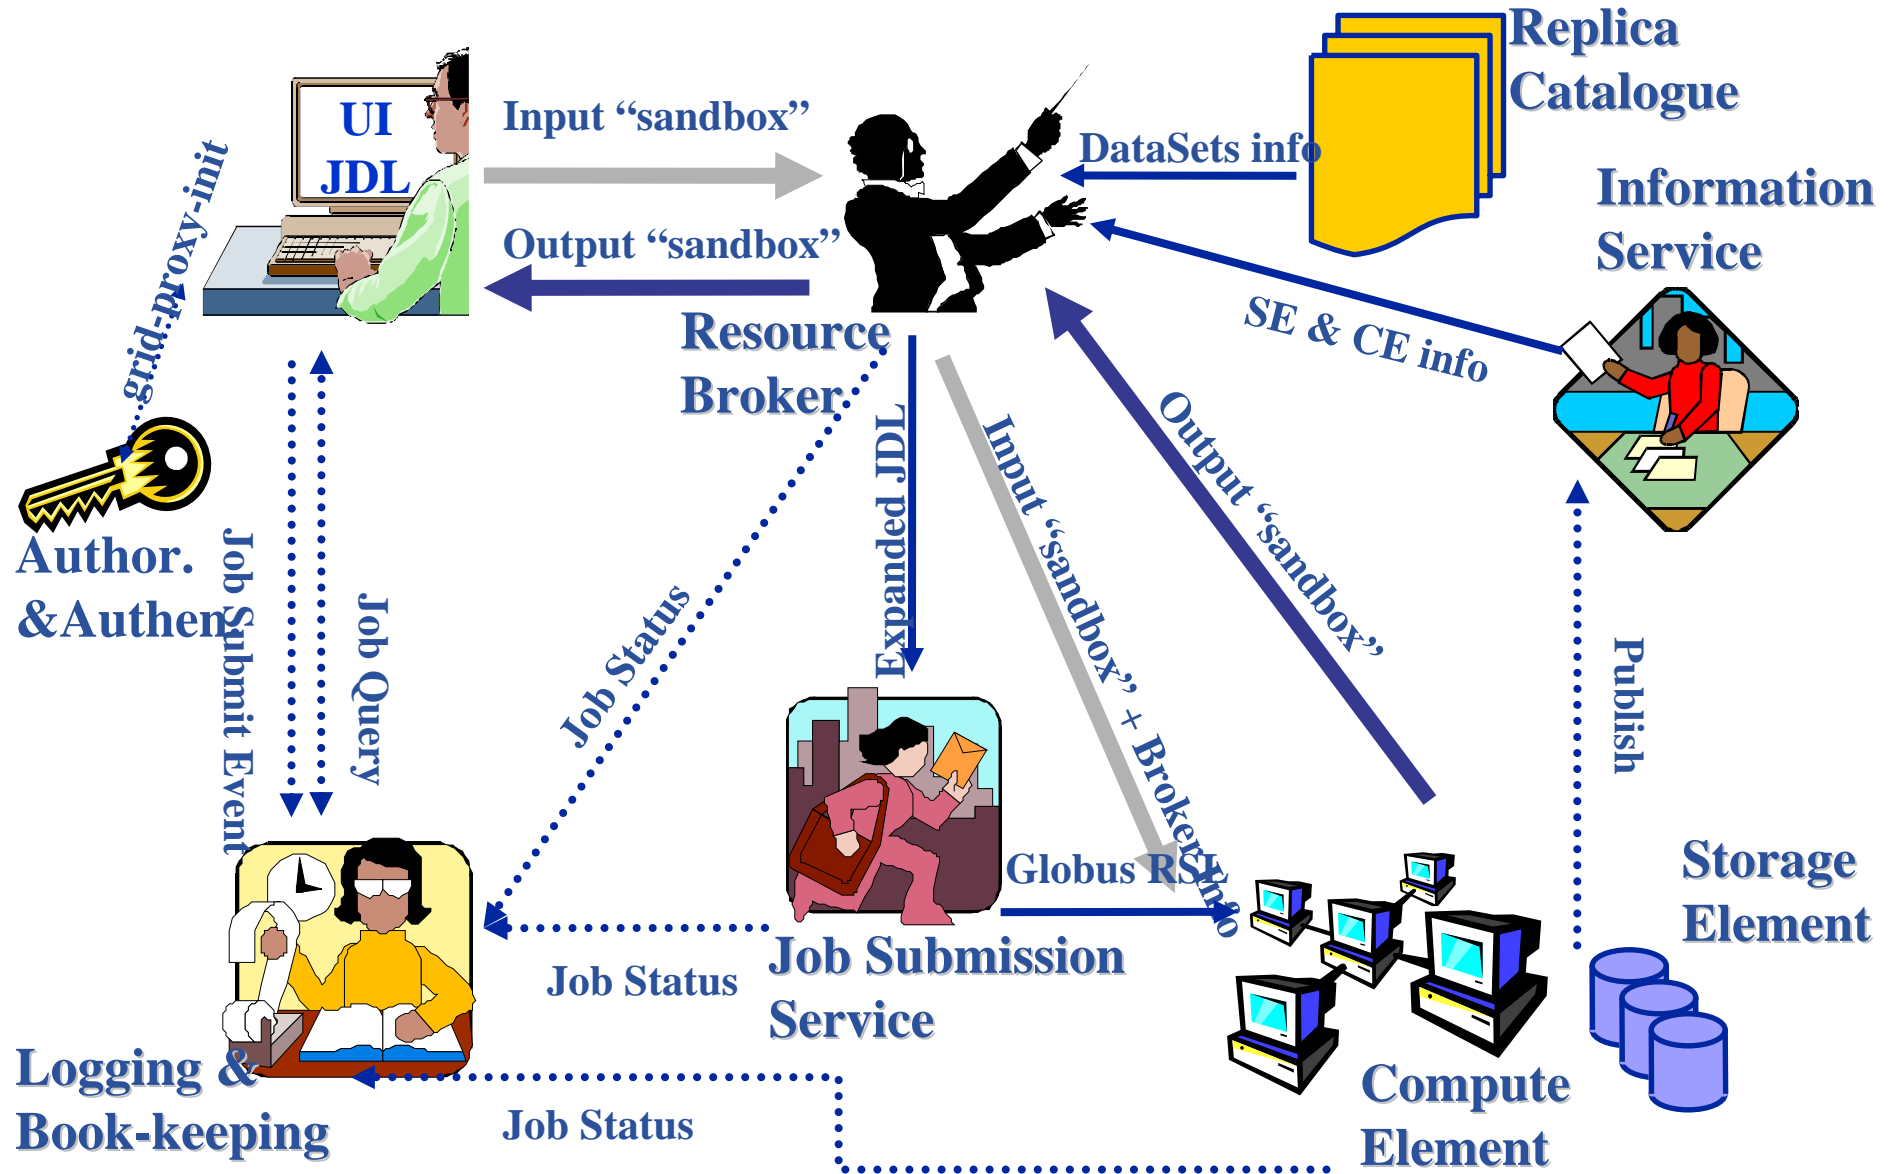 Replica
Catalogue
UI
JDL
Input “sandbox”
DataSets info
grid-proxy-init
Information
Service
Output “sandbox”
SE & CE info
Resource
Broker
Expanded JDL
Input “sandbox” + Broker Info
Output “sandbox”
Author.
&Authen.
Job Submit Event
Job Query
Job Status
Publish
Globus RSL
Storage
Element
Job Submission
Service
Job Status
Logging &
Book-keeping
Compute
Element
Job Status